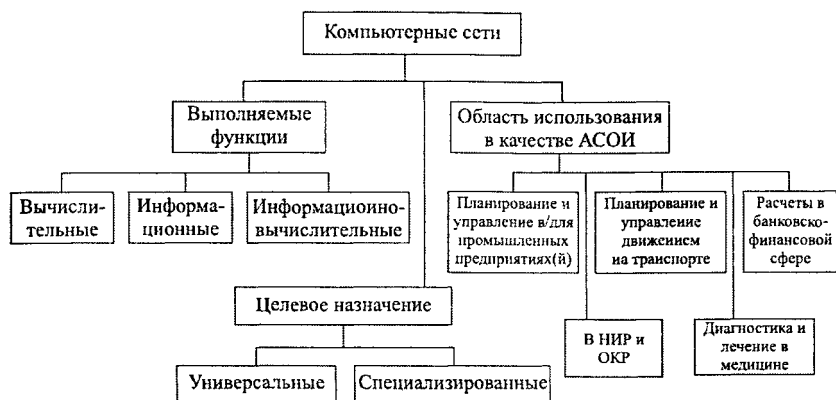 Компьютерные сети
Выполняемые
функции
Область использования
в качестве АСОИ
Вычисли-
тельные
Информа-
ционные
Информациоино-
вычислительные
Планирование и
управление в/для
промышленных
предприятиях(й)
Планирование и
управление
движением
на транспорте
Расчеты в
банковско-
финансовой
сфере
Целевое назначение
В НИР и
ОКР
Диагностика и
лечение в
медицине
Универсальные
Специализированные